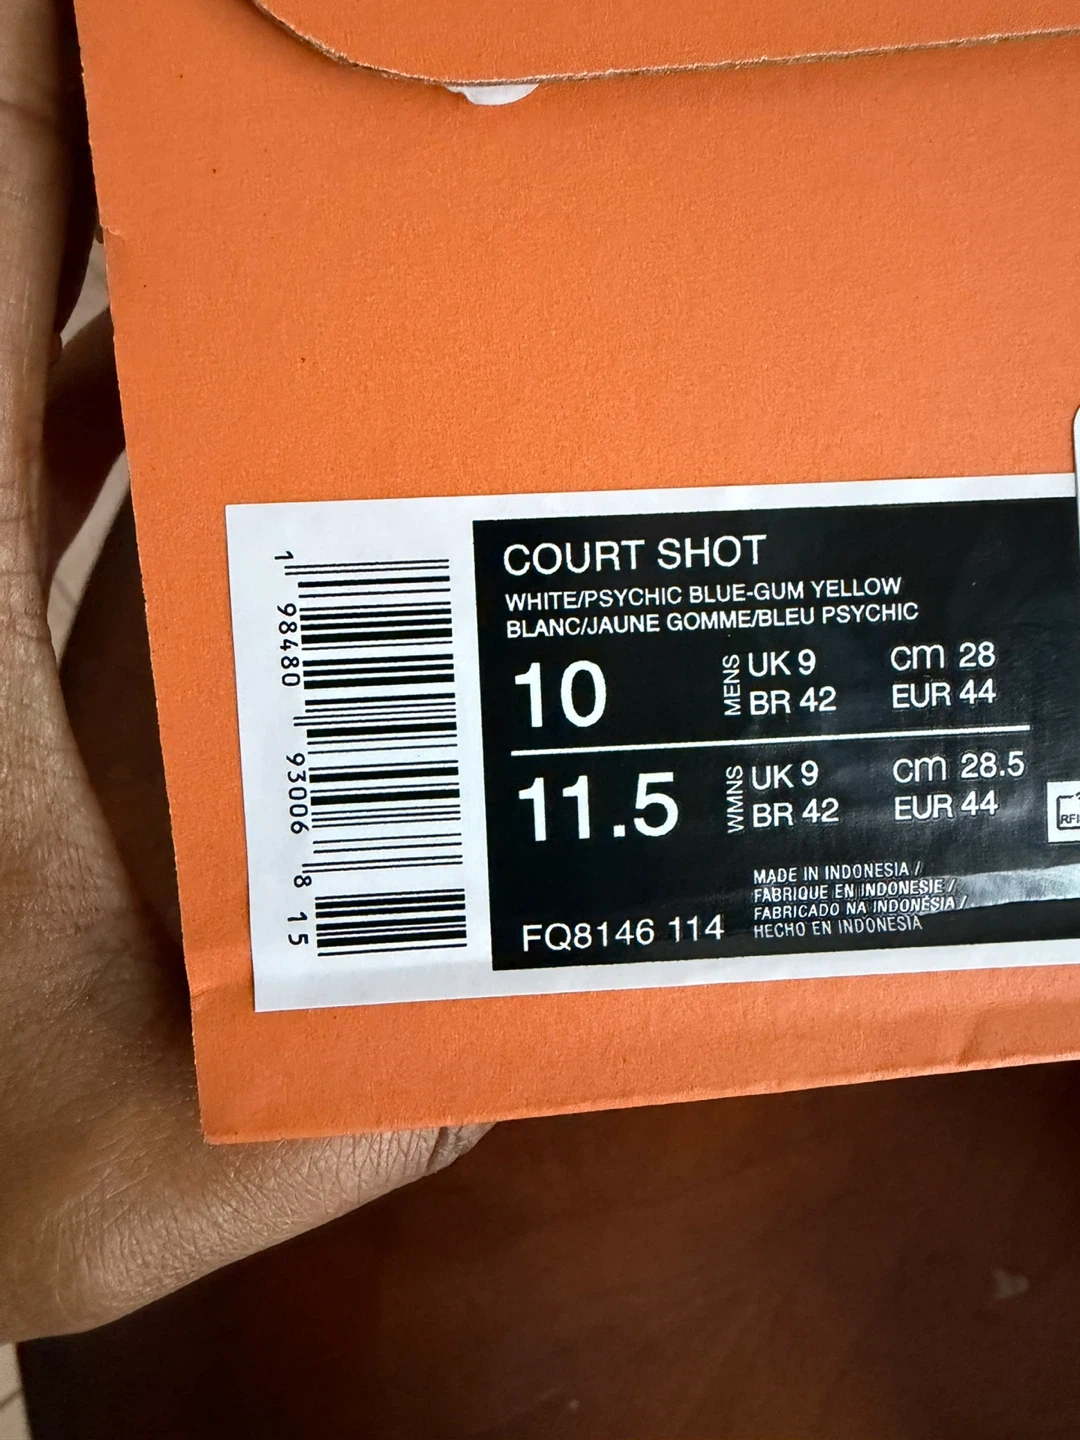 1 98480 93006 8 15
COURT SHOT
WHITE/PSYCHIC BLUE-GUM YELLOW
BLANC/JAUNE GOMME/BLEU PSYCHIC
10 MENS UK 9 cm 28
BR 42 EUR 44
11.5 WMNS UK 9 cm 28.5
BR 42 EUR 44
MADE IN INDONESIA /
FABRIQUE EN INDONESIE /
FABRICADO NA INDONÉSIA /
HECHO EN INDONESIA
FQ8146 114